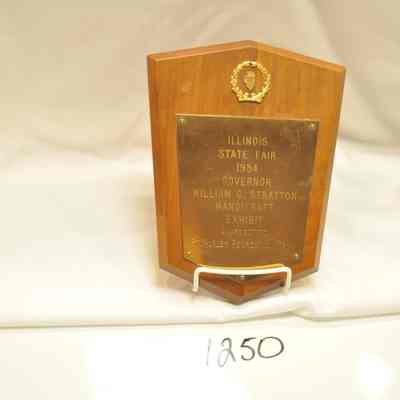 ILLINOIS
STATE FAIR
1954
GOVERNOR
WILLIAM G. STRATTON
HANDICRAFT
EXHIBIT
1250